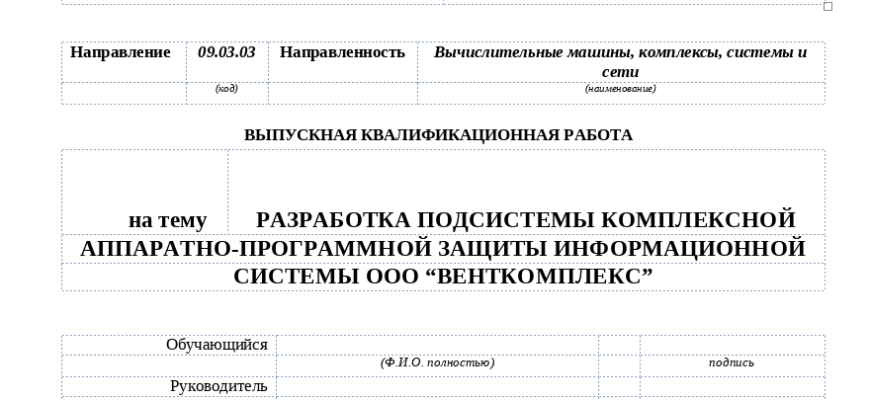 Направление 09.03.03 Направленность Вычислительные машины, комплексы, системы и
сети
(код) (наименование)
ВЫПУСКНАЯ КВАЛИФИКАЦИОННАЯ РАБОТА
на тему РАЗРАБОТКА ПОДСИСТЕМЫ КОМПЛЕКСНОЙ
АППАРАТНО-ПРОГРАММНОЙ ЗАЩИТЫ ИНФОРМАЦИОННОЙ
СИСТЕМЫ ООО “ВЕНТКОМПЛЕКС”
Обучающийся
(Ф.И.О. полностью) подпись
Руководитель